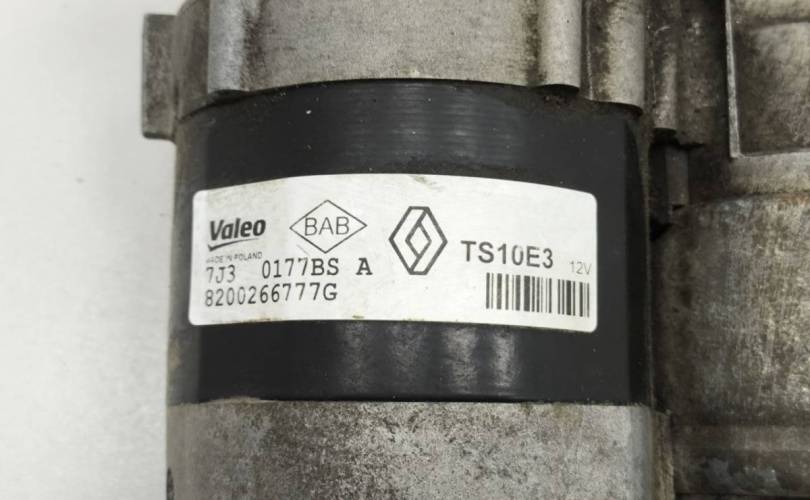 Valeo BAB TS10E3 12V
MADE IN POLAND
7J3 0177BS A
8200266777G